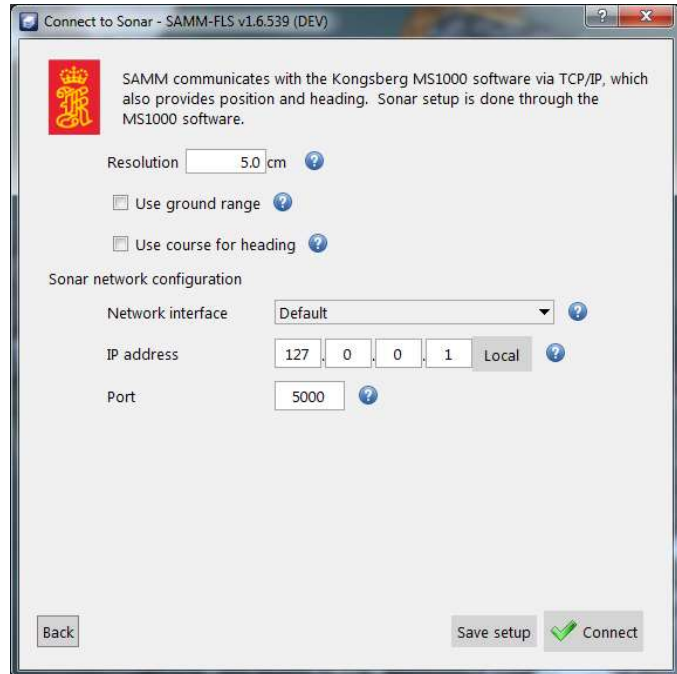 Connect to Sonar - SAMM-FLS v1.6.539 (DEV)
SAMM communicates with the Kongsberg MS1000 software via TCP/IP, which
also provides position and heading. Sonar setup is done through the
MS1000 software.
Resolution 5.0 cm ?
Use ground range ?
Use course for heading ?
Sonar network configuration
Network interface Default ?
IP address 127 . 0 . 0 . 1 Local ?
Port 5000 ?
Back Save setup Connect